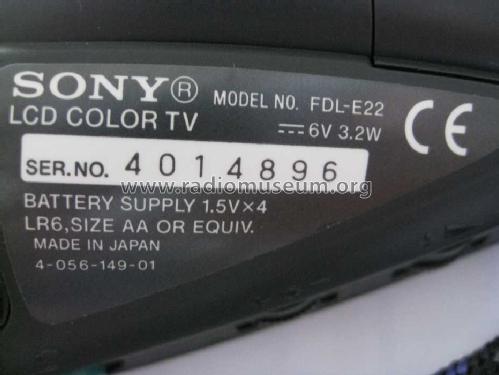 SONY® MODEL NO. FDL-E22
LCD COLOR TV ⎓ 6V 3.2W CE
SER.NO. 4014896
www.radiomuseum.org
BATTERY SUPPLY 1.5V×4
LR6,SIZE AA OR EQUIV.
MADE IN JAPAN
4-056-149-01